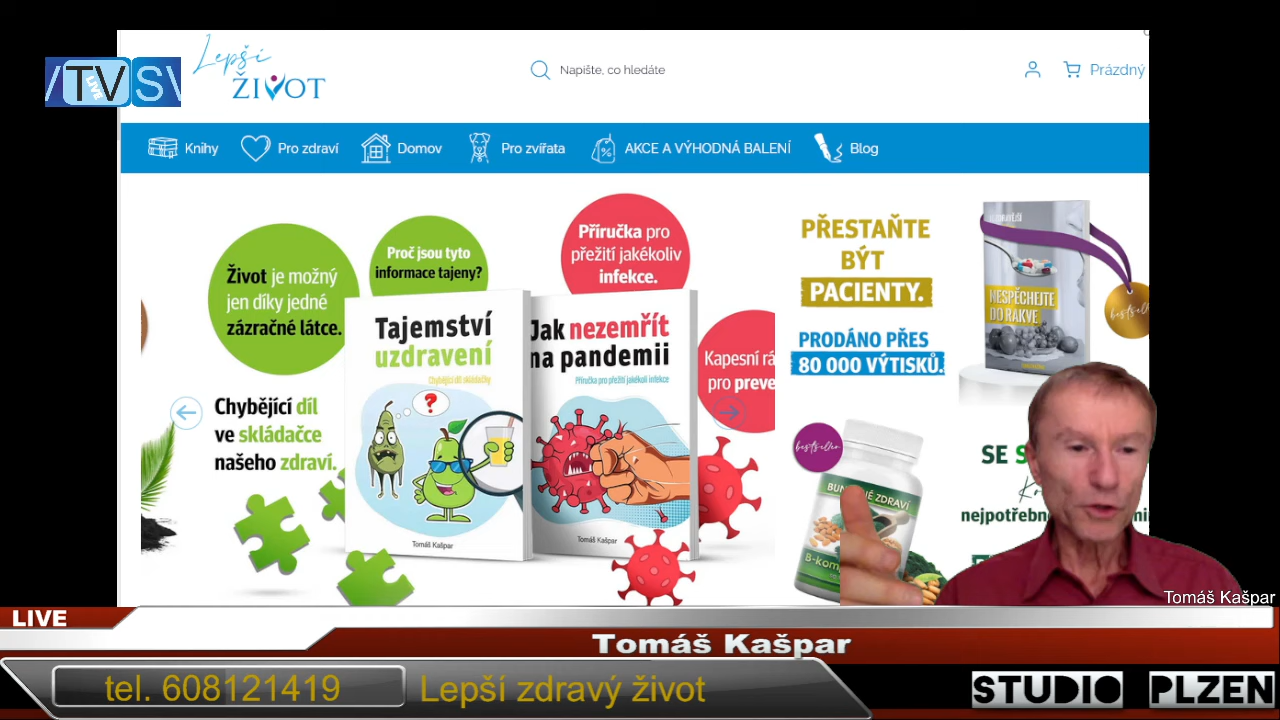 TV
LIVE
SV
Lepší
ŽIVOT
Napište, co hledáte
Prázdný
Knihy
Pro zdraví
Domov
Pro zvířata
AKCE A VÝHODNÁ BALENÍ
Blog
Život je možný
jen díky jedné
zázračné látce.
Proč jsou tyto
informace tajeny?
Příručka pro
přežití jakékoliv
infekce.
Chybějící díl
ve skládačce
našeho zdraví.
Tajemství
uzdravení
Chybějící díl skládačky
?
Tomáš Kašpar
Jak nezemřít
na pandemii
Příručka pro přežití jakékoli infekce
Tomáš Kašpar
Kapesní
pro
PŘESTAŇTE
BÝT
PACIENTY.
PRODÁNO PŘES
80 000 VÝTISKŮ.
NESPĚCHEJTE
DO RAKVE
bestseller
ZDRAVÍ
SE
Tomáš Kašpar
LIVE
Tomáš Kašpar
tel. 608121419
Lepší zdravý život
STUDIO PLZEN